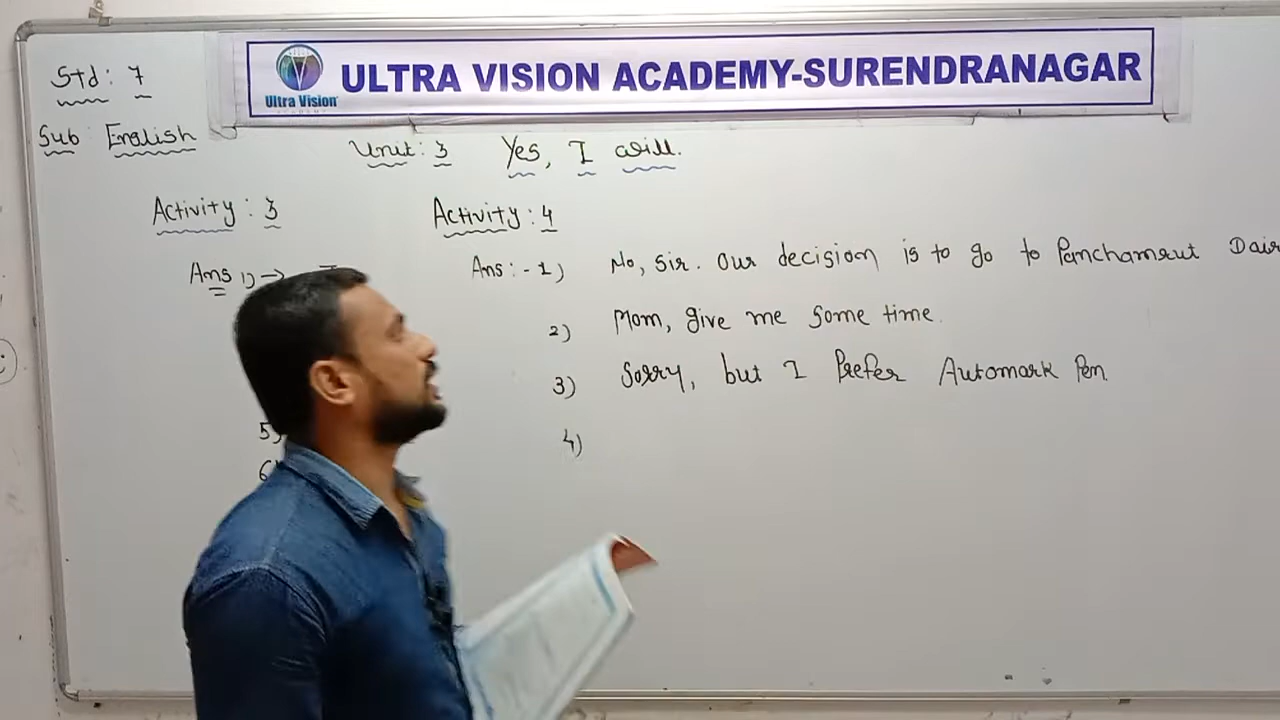 ULTRA VISION ACADEMY-SURENDRANAGAR
Ultra Vision
ACADEMY
Std: 7
Sub: English
Unit: 3 Yes, I will.
Activity: 3
Activity: 4
Ans 1) →
Ans :- 1) No, Sir. Our decision is to go to Panchamrut Dair
2) Mom, give me some time.
3) Sorry, but I Prefer Automark Pen.
5)
4)
6)